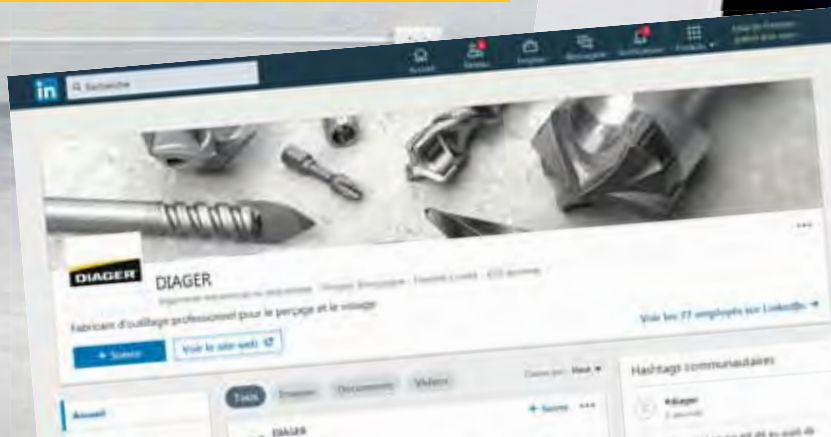 in Recherche
Accueil Réseau Emplois Messagerie Notifications Produits
DIAGER
DIAGER
Fabricant d'outillage professionnel pour le perçage et le vissage
Voir les 77 employés sur LinkedIn
+ Suivre Voir le site web
Accueil
Tous Images Documents Vidéos
Haut
Hashtags communautaires
DIAGER
+ Suivre
#diager